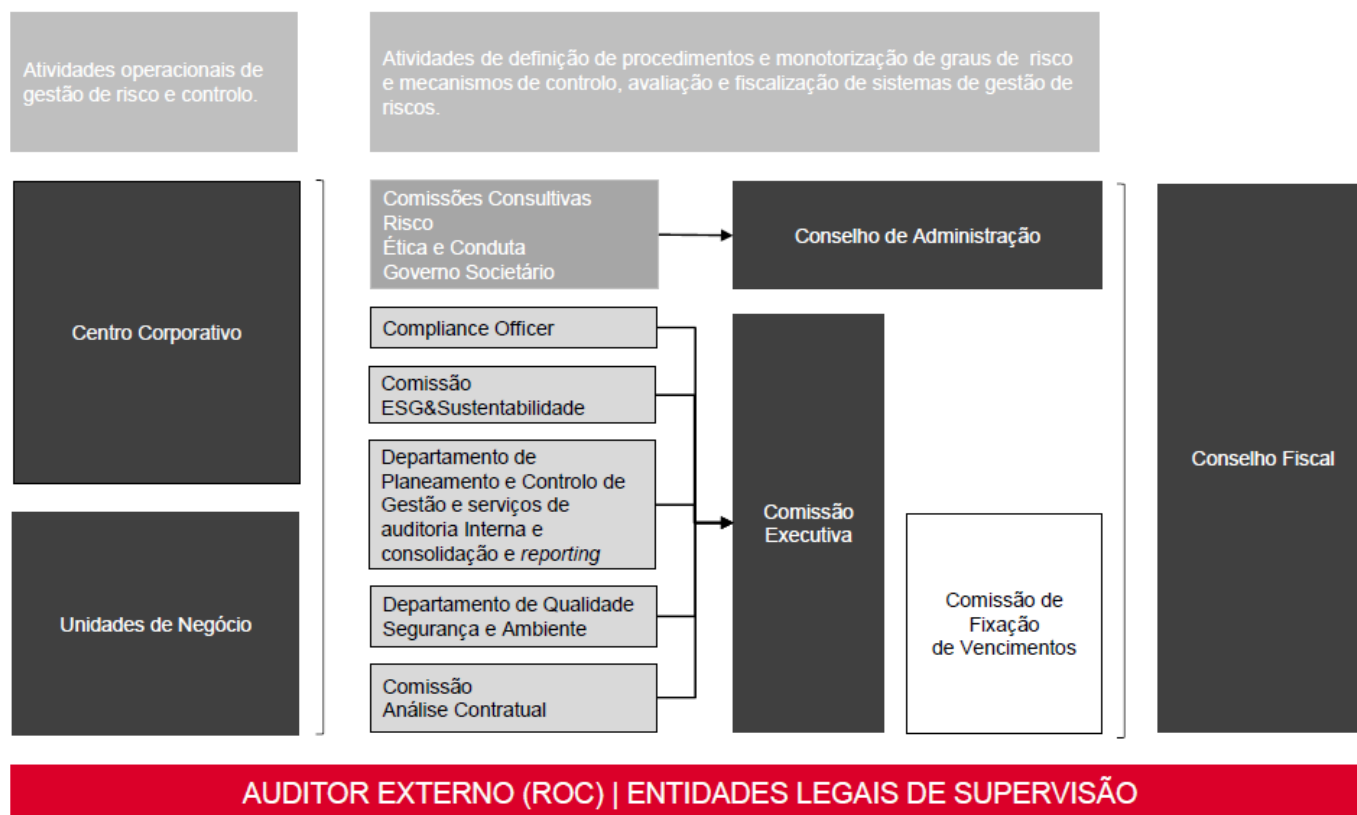 Atividades operacionais de
gestão de risco e controlo.
Atividades de definição de procedimentos e monotorização de graus de risco
e mecanismos de controlo, avaliação e fiscalização de sistemas de gestão de
riscos.
Centro Corporativo
Unidades de Negócio
Comissões Consultivas
Risco
Ética e Conduta
Governo Societário
Compliance Officer
Comissão
ESG&Sustentabilidade
Departamento de
Planeamento e Controlo de
Gestão e serviços de
auditoria Interna e
consolidação e reporting
Departamento de Qualidade
Segurança e Ambiente
Comissão
Análise Contratual
Conselho de Administração
Comissão
Executiva
Comissão de
Fixação
de Vencimentos
Conselho Fiscal
AUDITOR EXTERNO (ROC) | ENTIDADES LEGAIS DE SUPERVISÃO